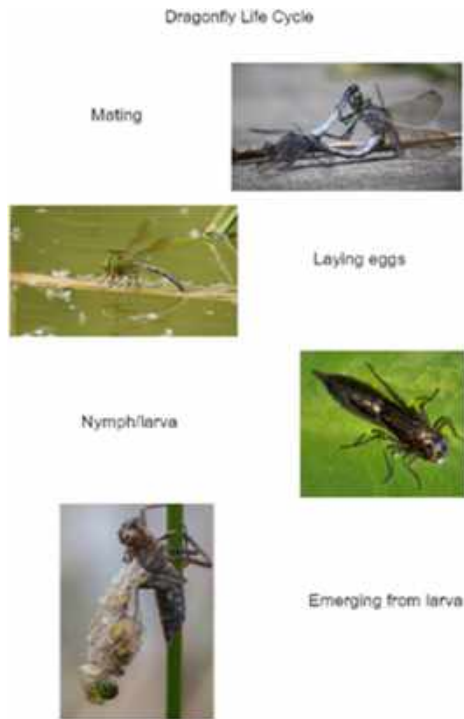 Dragonfly Life Cycle
Mating
Laying eggs
Nymph/larva
Emerging from larva